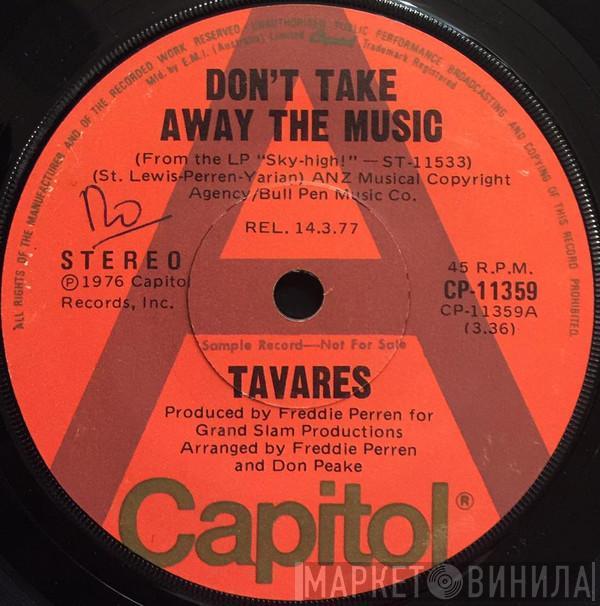 ALL RIGHTS OF THE MANUFACTURERS AND OF THE RECORDED WORK RESERVED - UNAUTHORISED PUBLIC PERFORMANCE BROADCASTING AND COPYING OF THIS RECORD PROHIBITED.
Mfd. by E.M.I. (Australia) Limited Capitol Trademark Registered
DON'T TAKE
AWAY THE MUSIC
(From the LP "Sky-high!" — ST-11533)
(St. Lewis-Perren-Yarian) ANZ Musical Copyright
Agency/Bull Pen Music Co.
REL. 14.3.77
STEREO
℗1976 Capitol
Records, Inc.
45 R.P.M.
CP-11359
CP-11359A
(3.36)
Sample Record—Not For Sale
TAVARES
Produced by Freddie Perren for
Grand Slam Productions
Arranged by Freddie Perren
and Don Peake
Capitol®
МАРКЕТ ВИНИЛА